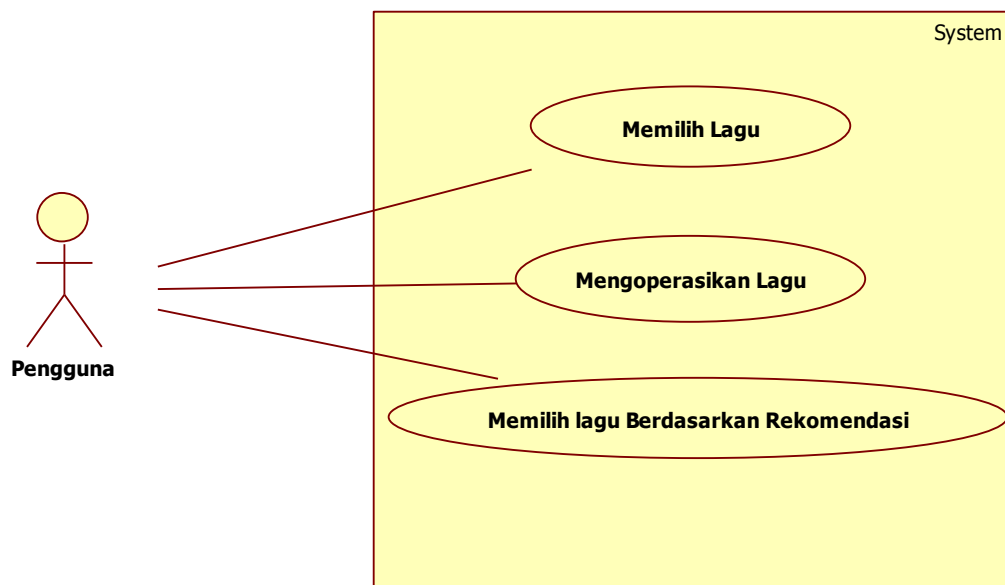 System
Memilih Lagu
Mengoperasikan Lagu
Pengguna
Memilih lagu Berdasarkan Rekomendasi